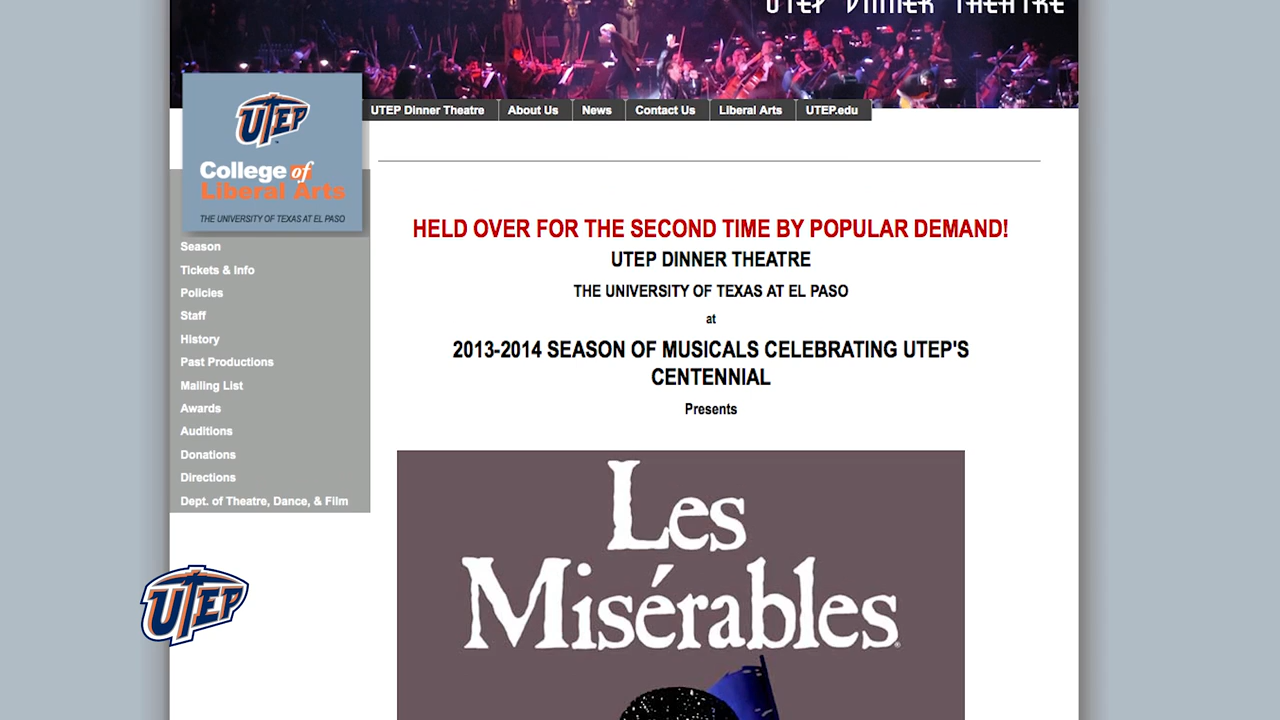 UTEP DINNER THEATRE
UTEP Dinner Theatre
About Us
News
Contact Us
Liberal Arts
UTEP.edu
UTEP
College of
Liberal Arts
THE UNIVERSITY OF TEXAS AT EL PASO
Season
Tickets & Info
Policies
Staff
History
Past Productions
Mailing List
Awards
Auditions
Donations
Directions
Dept. of Theatre, Dance, & Film
HELD OVER FOR THE SECOND TIME BY POPULAR DEMAND!
UTEP DINNER THEATRE
THE UNIVERSITY OF TEXAS AT EL PASO
at
2013-2014 SEASON OF MUSICALS CELEBRATING UTEP'S
CENTENNIAL
Presents
Les
Misérables®
UTEP